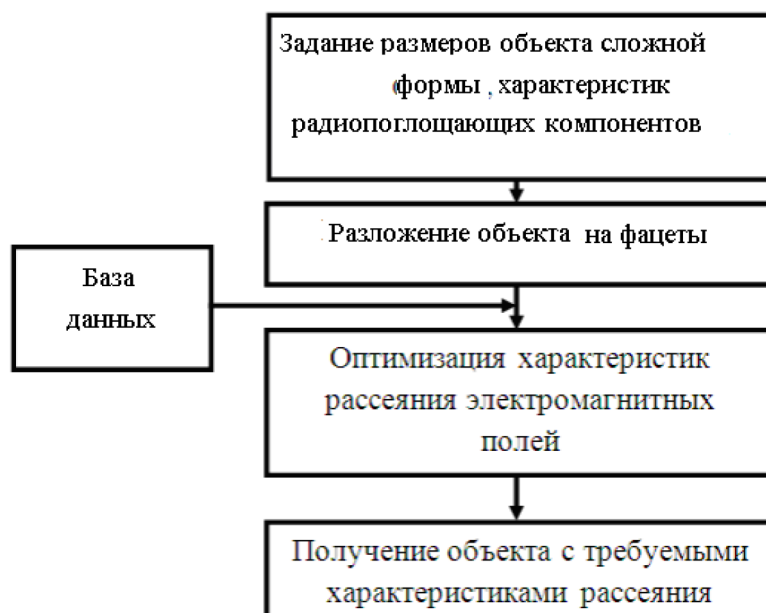 Задание размеров объекта сложной
формы , характеристик
радиопоглощающих компонентов
Разложение объекта на фацеты
База
данных
Оптимизация характеристик
рассеяния электромагнитных
полей
Получение объекта с требуемыми
характеристиками рассеяния